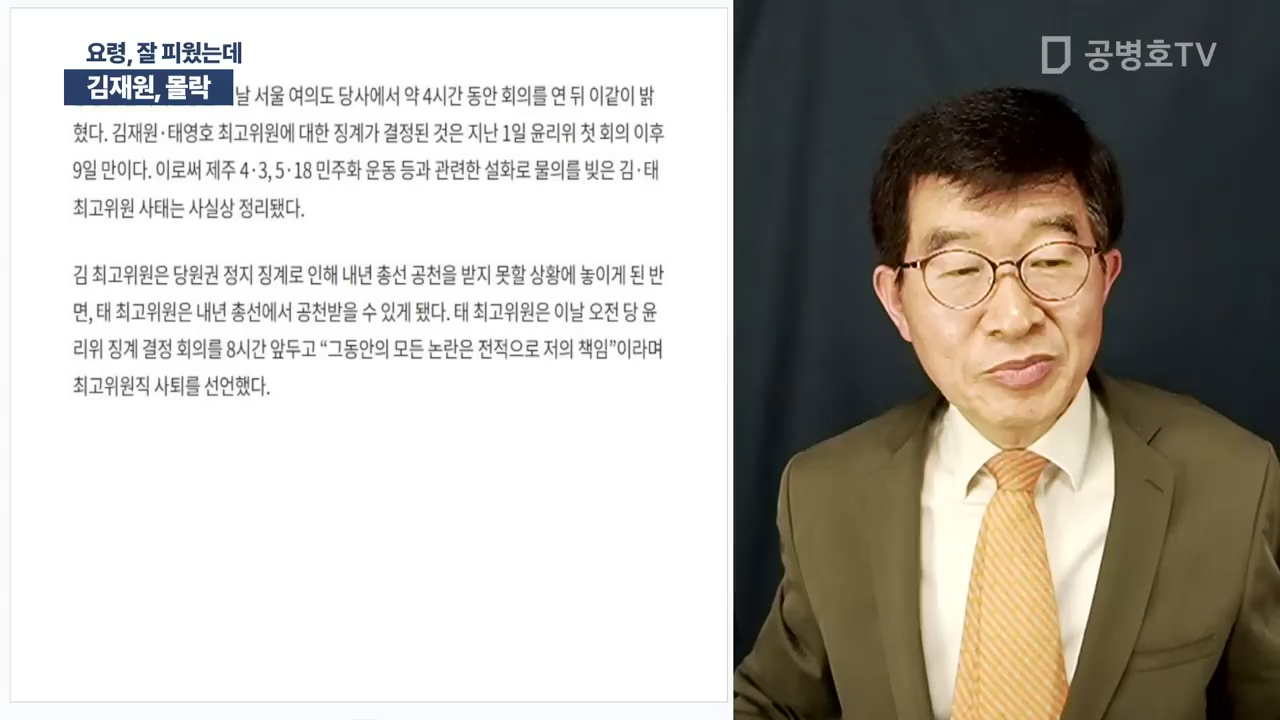 요령, 잘 피웠는데
김재원, 몰락
공병호TV
날 서울 여의도 당사에서 약 4시간 동안 회의를 연 뒤 이같이 밝
혔다. 김재원·태영호 최고위원에 대한 징계가 결정된 것은 지난 1일 윤리위 첫 회의 이후
9일 만이다. 이로써 제주 4·3, 5·18 민주화 운동 등과 관련한 설화로 물의를 빚은 김·태
최고위원 사태는 사실상 정리됐다.
김 최고위원은 당원권 정지 징계로 인해 내년 총선 공천을 받지 못할 상황에 놓이게 된 반
면, 태 최고위원은 내년 총선에서 공천받을 수 있게 됐다. 태 최고위원은 이날 오전 당 윤
리위 징계 결정 회의를 8시간 앞두고 “그동안의 모든 논란은 전적으로 저의 책임”이라며
최고위원직 사퇴를 선언했다.